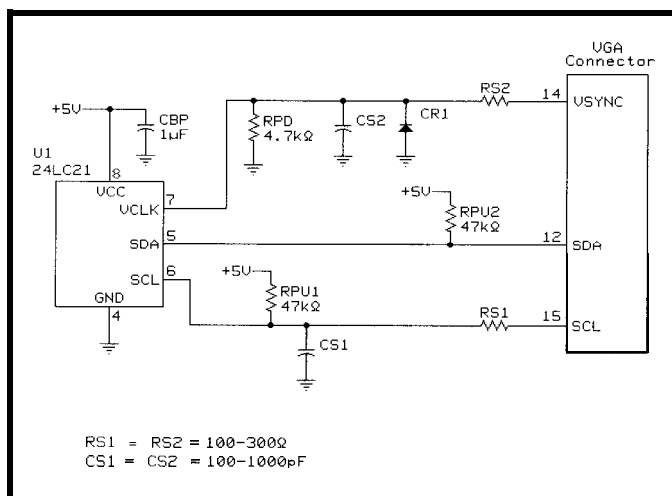 VGA
Connector
+5V
CBP
1µF
U1
24LC21
8
VCC
7
VCLK
RPD
4.7kΩ
CS2
CR1
RS2
14
VSYNC
+5V
RPU2
47kΩ
SDA
5
12
SDA
SCL
6
+5V
RPU1
47kΩ
GND
4
CS1
RS1
15
SCL
RS1 = RS2 = 100-300Ω
CS1 = CS2 = 100-1000pF